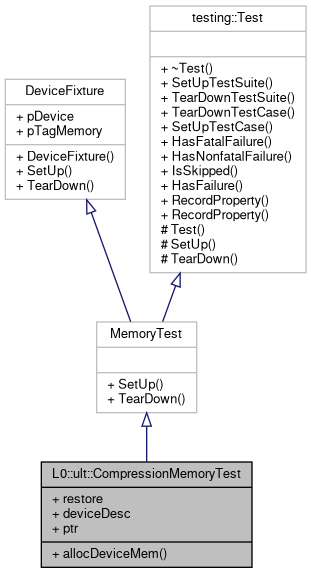 testing::Test
+ ~Test()
+ SetUpTestSuite()
+ TearDownTestSuite()
+ TearDownTestCase()
+ SetUpTestCase()
+ HasFatalFailure()
+ HasNonfatalFailure()
+ IsSkipped()
+ HasFailure()
+ RecordProperty()
+ RecordProperty()
# Test()
# SetUp()
# TearDown()
DeviceFixture
+ pDevice
+ pTagMemory
+ DeviceFixture()
+ SetUp()
+ TearDown()
MemoryTest
+ SetUp()
+ TearDown()
L0::ult::CompressionMemoryTest
+ restore
+ deviceDesc
+ ptr
+ allocDeviceMem()